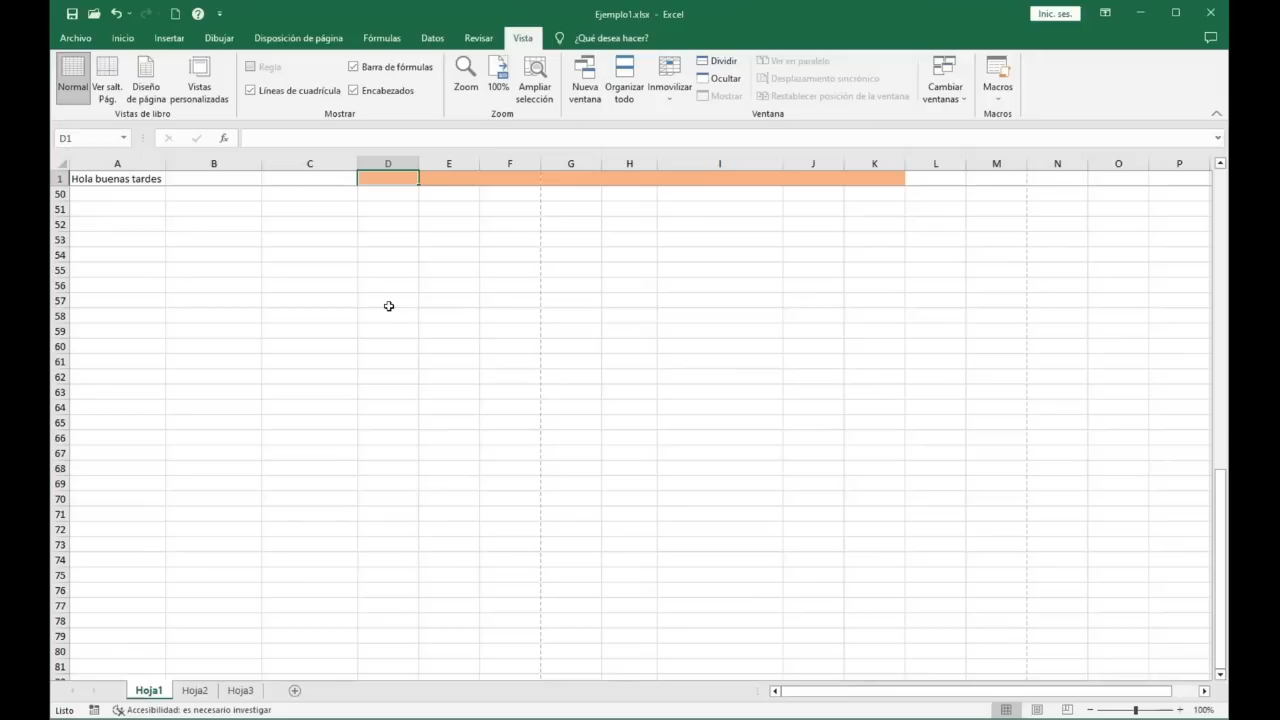 Ejemplo1.xlsx - Excel
Inic. ses.
Archivo Inicio Insertar Dibujar Disposición de página Fórmulas Datos Revisar Vista ¿Qué desea hacer?
Normal
Ver salt. Pág.
Diseño de página
Vistas personalizadas
Vistas de libro
Regla
Barra de fórmulas
Líneas de cuadrícula
Encabezados
Mostrar
Zoom
100%
Ampliar selección
Zoom
Nueva ventana
Organizar todo
Inmovilizar
Dividir
Ocultar
Mostrar
Ver en paralelo
Desplazamiento sincrónico
Restablecer posición de la ventana
Ventana
Cambiar ventanas
Macros
Macros
D1
fx
A B C D E F G H I J K L M N O P
1 Hola buenas tardes
50
51
52
53
54
55
56
57
58
59
60
61
62
63
64
65
66
67
68
69
70
71
72
73
74
75
76
77
78
79
80
81
Hoja1 Hoja2 Hoja3
Listo
Accesibilidad: es necesario investigar
100%